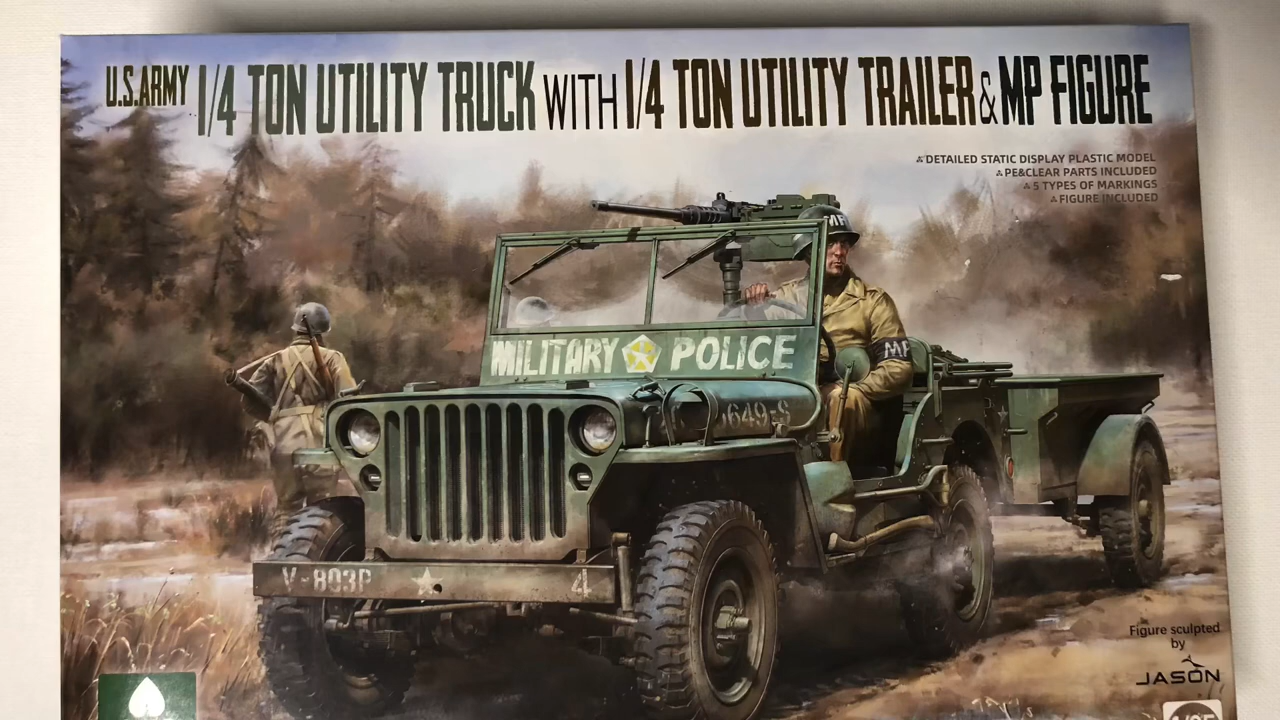 U.S.ARMY 1/4 TON UTILITY TRUCK WITH 1/4 TON UTILITY TRAILER & MP FIGURE
DETAILED STATIC DISPLAY PLASTIC MODEL
PE&CLEAR PARTS INCLUDED
5 TYPES OF MARKINGS
FIGURE INCLUDED
MP
MILITARY POLICE
MP
649-S
V-803P 4
Figure sculpted
by
JASON